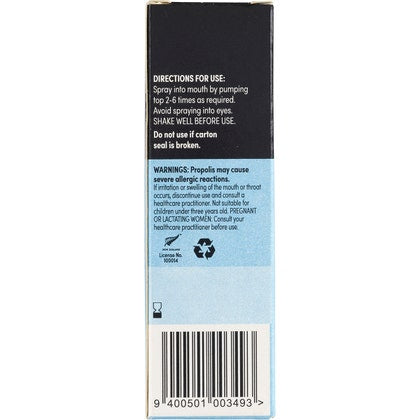 DIRECTIONS FOR USE:
Spray into mouth by pumping
top 2-6 times as required.
Avoid spraying into eyes.
SHAKE WELL BEFORE USE.
Do not use if carton
seal is broken.
WARNINGS: Propolis may cause
severe allergic reactions.
If irritation or swelling of the mouth or throat
occurs, discontinue use and consult a
healthcare practitioner. Not suitable for
children under three years old. PREGNANT
OR LACTATING WOMEN: Consult your
healthcare practitioner before use.
NEW ZEALAND
License No.
100014
9 400501 003493 >